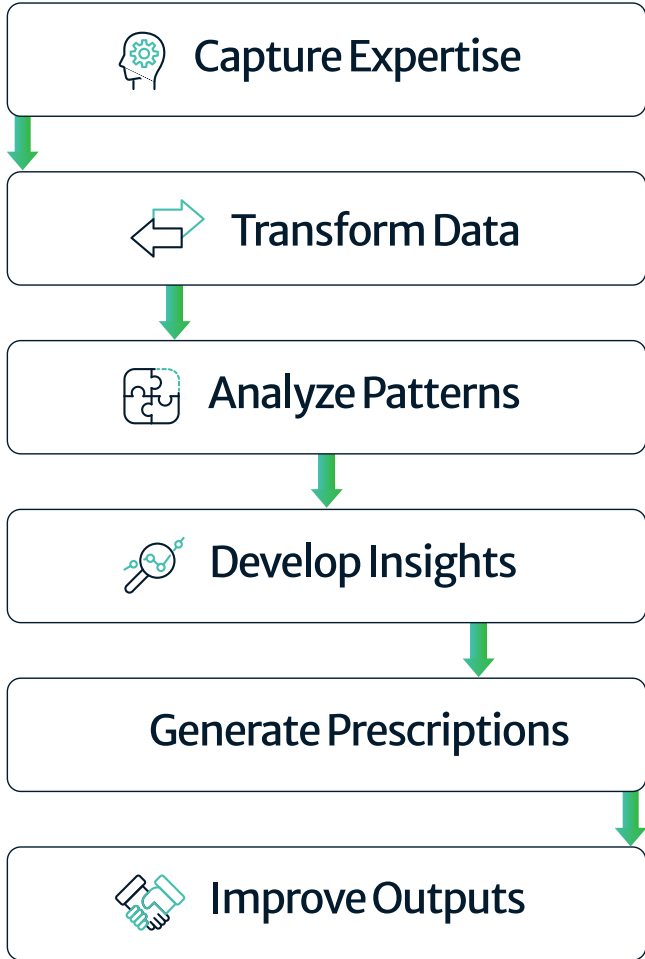 Capture Expertise
Transform Data
Analyze Patterns
Develop Insights
Generate Prescriptions
Improve Outputs